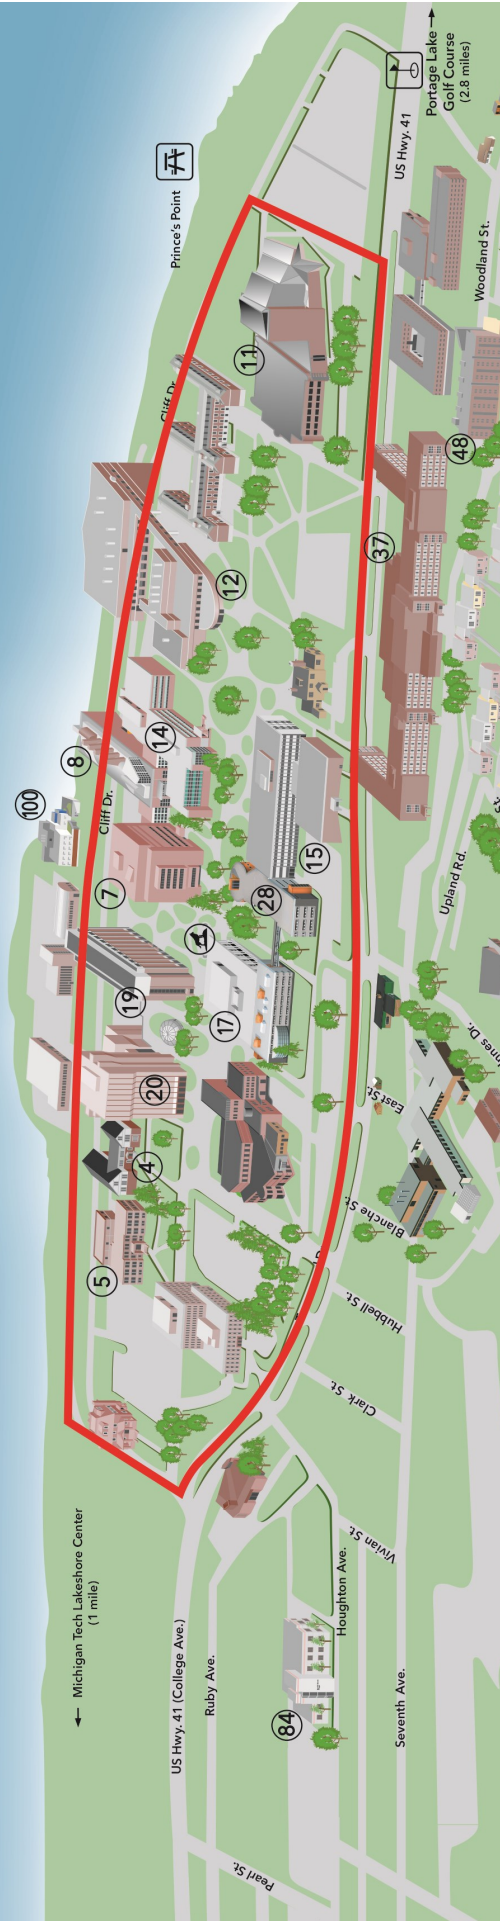 Portage Lake →
Golf Course
(2.8 miles)
US Hwy. 41
Prince's Point
Woodland St.
11
Cliff Dr.
48
37
12
14
8
100
Cliff Dr.
15
7
28
Upland Rd.
19
17
20
East St.
4
Blanche St.
5
Hubbell St.
Clark St.
Vivian St.
← Michigan Tech Lakeshore Center
(1 mile)
US Hwy. 41 (College Ave.)
Ruby Ave.
Houghton Ave.
84
Seventh Ave.
Pearl St.